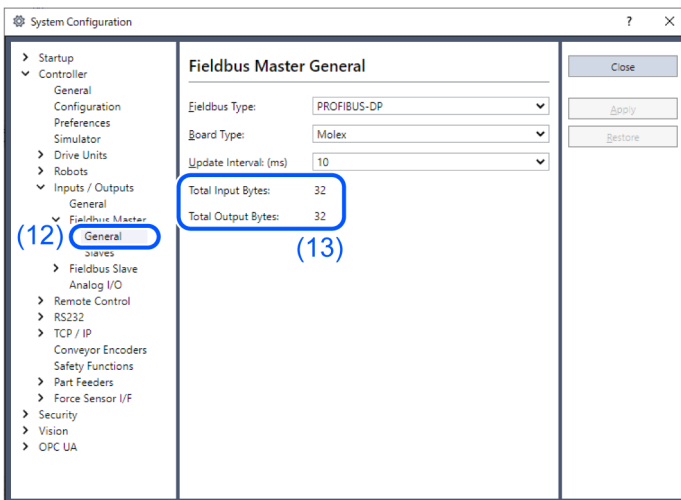 System Configuration
? ×
Startup
Controller
General
Configuration
Preferences
Simulator
Drive Units
Robots
Inputs / Outputs
General
Fieldbus Master
(12) General
Slaves
Fieldbus Slave
Analog I/O
Remote Control
RS232
TCP / IP
Conveyor Encoders
Safety Functions
Part Feeders
Force Sensor I/F
Security
Vision
OPC UA
Fieldbus Master General
Fieldbus Type: PROFIBUS-DP
Board Type: Molex
Update Interval: (ms) 10
Total Input Bytes: 32
Total Output Bytes: 32
(13)
Close
Apply
Restore